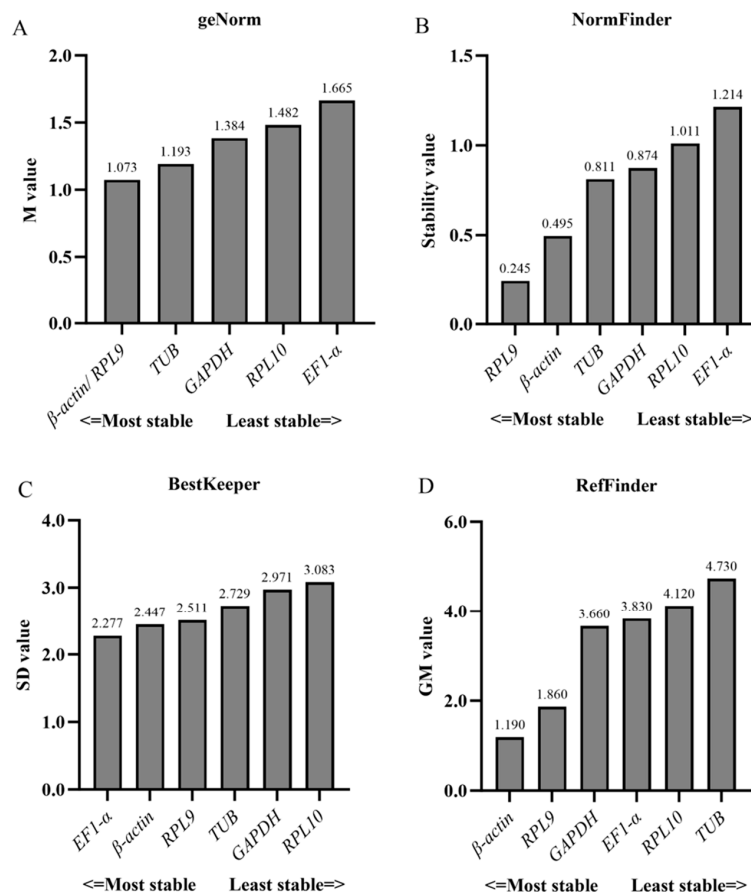 A
geNorm
M value
2.0
1.5
1.0
0.5
0.0
1.073
1.193
1.384
1.482
1.665
β-actin/ RPL9
TUB
GAPDH
RPL10
EF1-α
<=Most stable Least stable=>
B
NormFinder
Stability value
1.5
1.0
0.5
0.0
0.245
0.495
0.811
0.874
1.011
1.214
RPL9
β-actin
TUB
GAPDH
RPL10
EF1-α
<=Most stable Least stable=>
C
BestKeeper
SD value
4.0
3.0
2.0
1.0
0.0
2.277
2.447
2.511
2.729
2.971
3.083
EF1-α
β-actin
RPL9
TUB
GAPDH
RPL10
<=Most stable Least stable=>
D
RefFinder
GM value
6.0
4.0
2.0
0.0
1.190
1.860
3.660
3.830
4.120
4.730
β-actin
RPL9
GAPDH
EF1-α
RPL10
TUB
<=Most stable Least stable=>